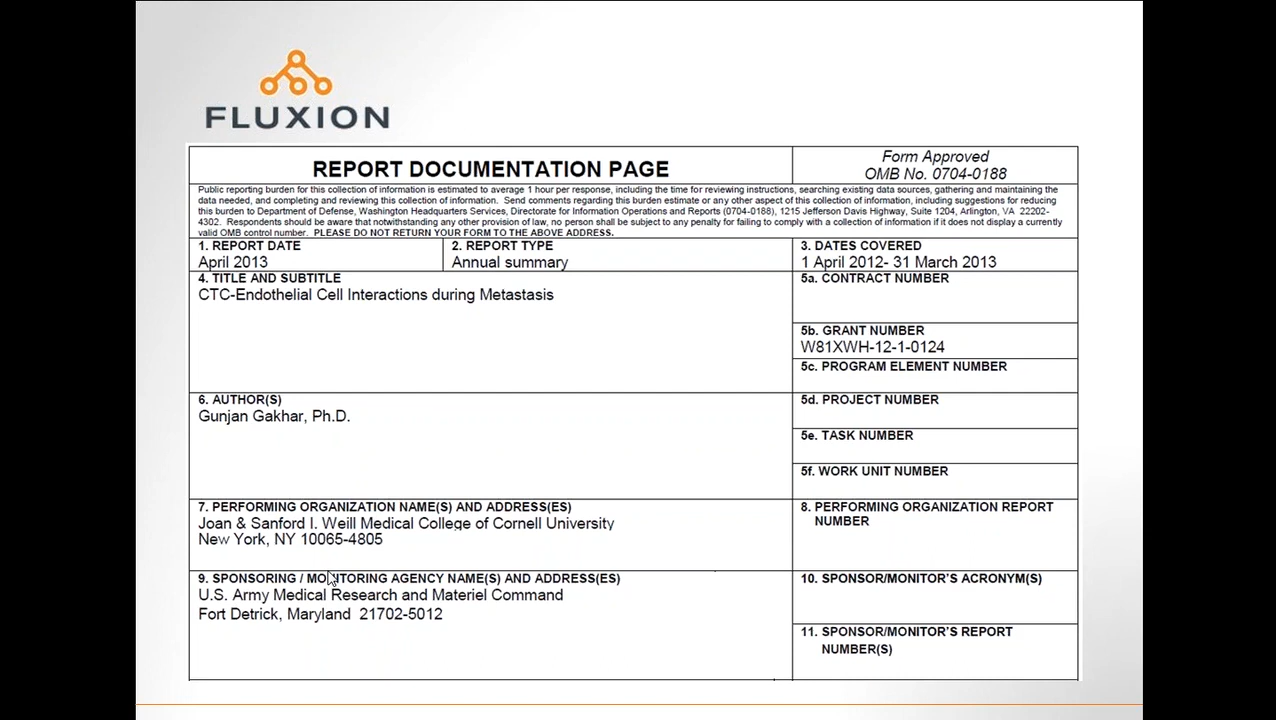 FLUXION
REPORT DOCUMENTATION PAGE
Form Approved
OMB No. 0704-0188
Public reporting burden for this collection of information is estimated to average 1 hour per response, including the time for reviewing instructions, searching existing data sources, gathering and maintaining the
data needed, and completing and reviewing this collection of information. Send comments regarding this burden estimate or any other aspect of this collection of information, including suggestions for reducing
this burden to Department of Defense, Washington Headquarters Services, Directorate for Information Operations and Reports (0704-0188), 1215 Jefferson Davis Highway, Suite 1204, Arlington, VA 22202-
4302. Respondents should be aware that notwithstanding any other provision of law, no person shall be subject to any penalty for failing to comply with a collection of information if it does not display a currently
valid OMB control number. PLEASE DO NOT RETURN YOUR FORM TO THE ABOVE ADDRESS.
1. REPORT DATE
April 2013
2. REPORT TYPE
Annual summary
3. DATES COVERED
1 April 2012- 31 March 2013
4. TITLE AND SUBTITLE
CTC-Endothelial Cell Interactions during Metastasis
5a. CONTRACT NUMBER
5b. GRANT NUMBER
W81XWH-12-1-0124
5c. PROGRAM ELEMENT NUMBER
6. AUTHOR(S)
Gunjan Gakhar, Ph.D.
5d. PROJECT NUMBER
5e. TASK NUMBER
5f. WORK UNIT NUMBER
7. PERFORMING ORGANIZATION NAME(S) AND ADDRESS(ES)
Joan & Sanford I. Weill Medical College of Cornell University
New York, NY 10065-4805
8. PERFORMING ORGANIZATION REPORT
NUMBER
9. SPONSORING / MONITORING AGENCY NAME(S) AND ADDRESS(ES)
U.S. Army Medical Research and Materiel Command
Fort Detrick, Maryland 21702-5012
10. SPONSOR/MONITOR'S ACRONYM(S)
11. SPONSOR/MONITOR'S REPORT
NUMBER(S)